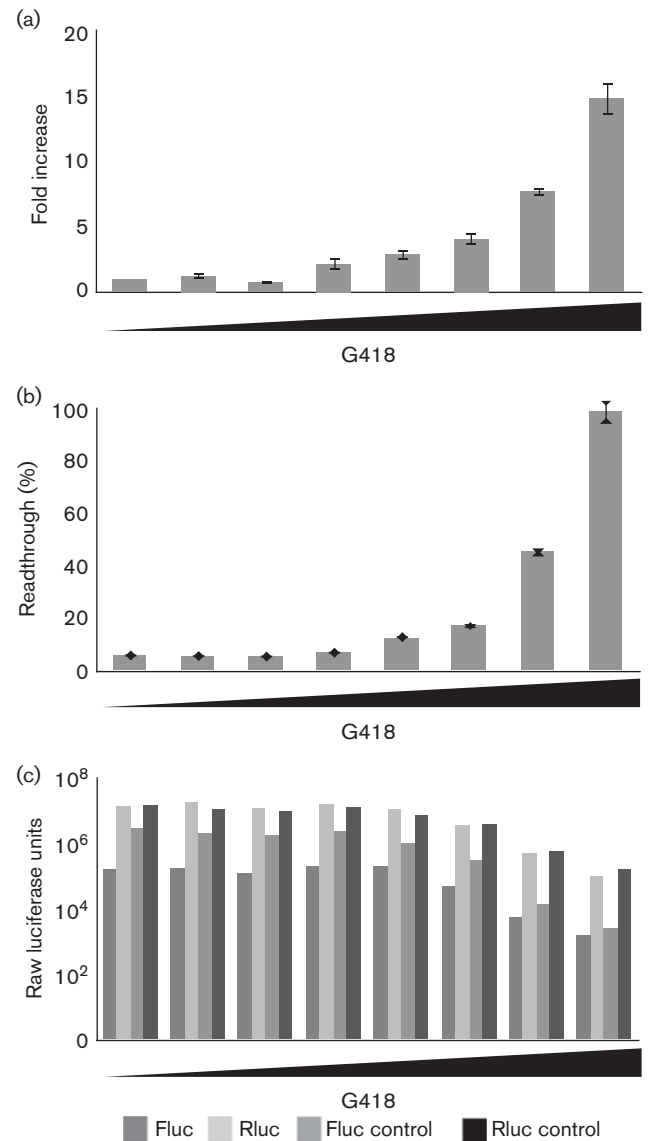 (a)
20
15
10
5
0
Fold increase
G418
(b)
100
80
60
40
20
0
Readthrough (%)
G418
(c)
10⁸
10⁶
10⁴
10²
0
Raw luciferase units
G418
Fluc Rluc Fluc control Rluc control